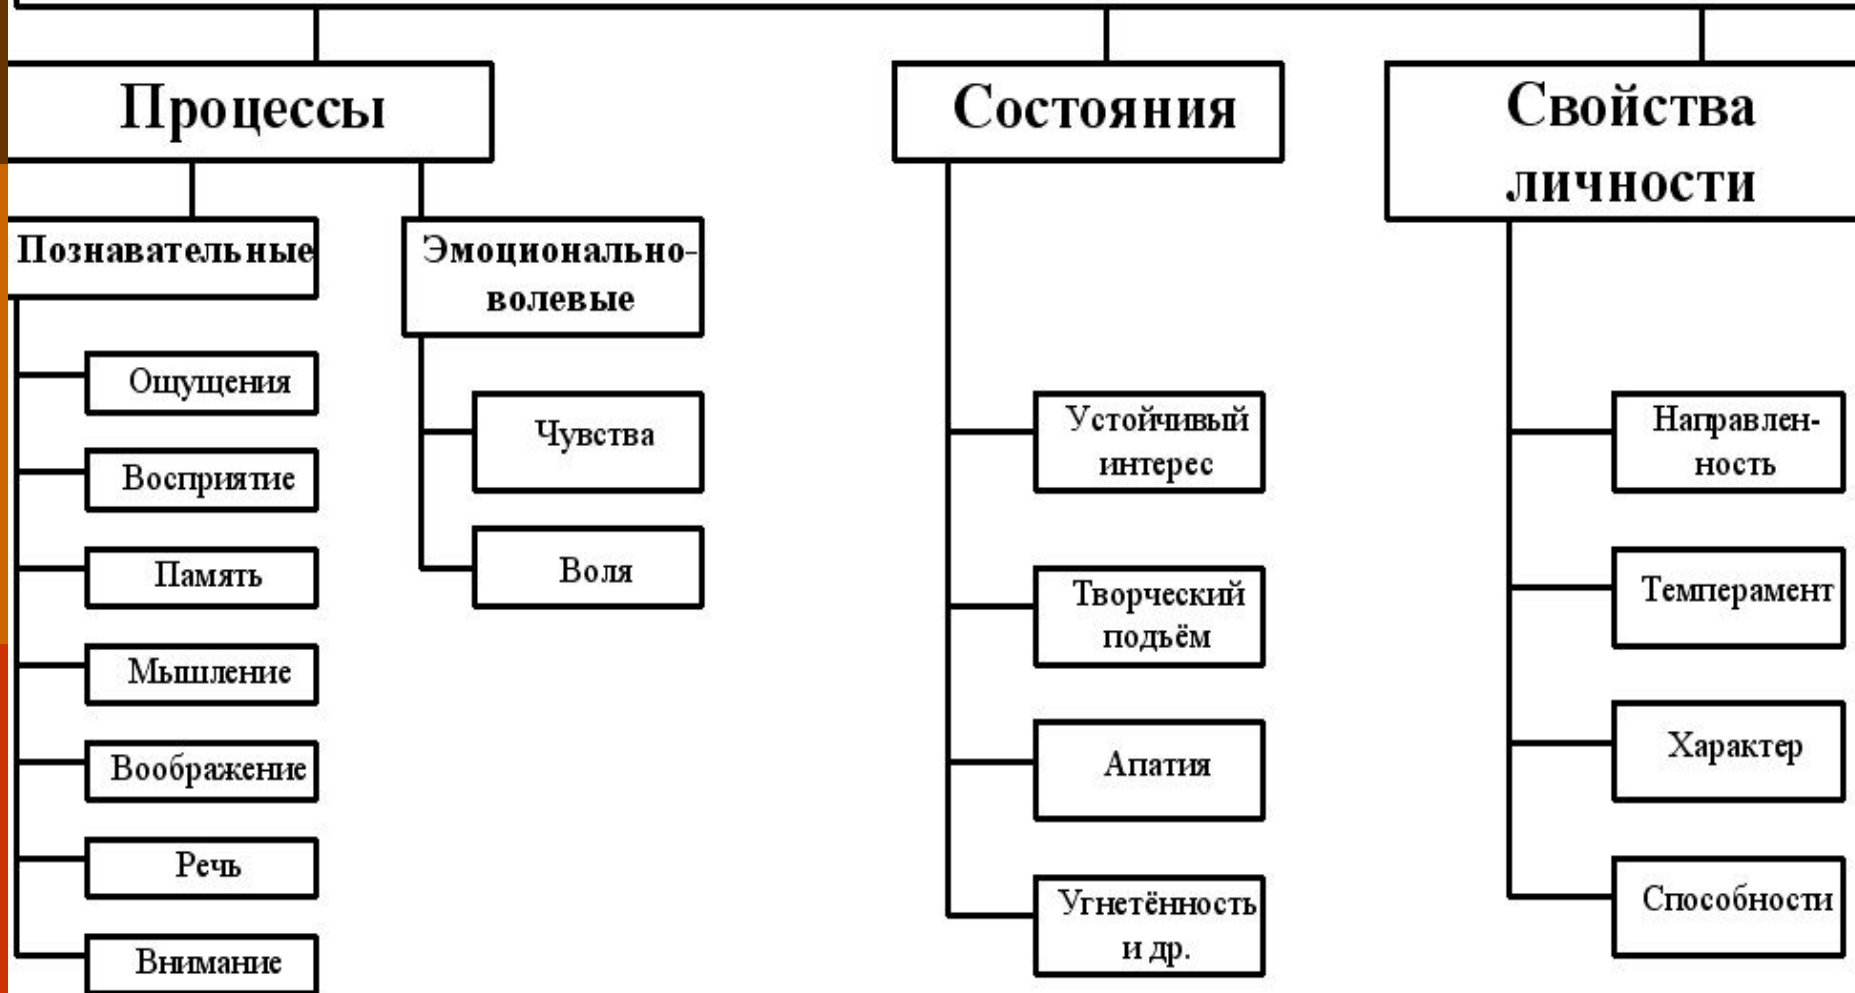 Процессы
Состояния
Свойства
личности
Познавательные
Эмоционально-
волевые
Ощущения
Восприятие
Память
Мышление
Воображение
Речь
Внимание
Чувства
Воля
Устойчивый
интерес
Творческий
подъём
Апатия
Угнетённость
и др.
Направлен-
ность
Темперамент
Характер
Способности